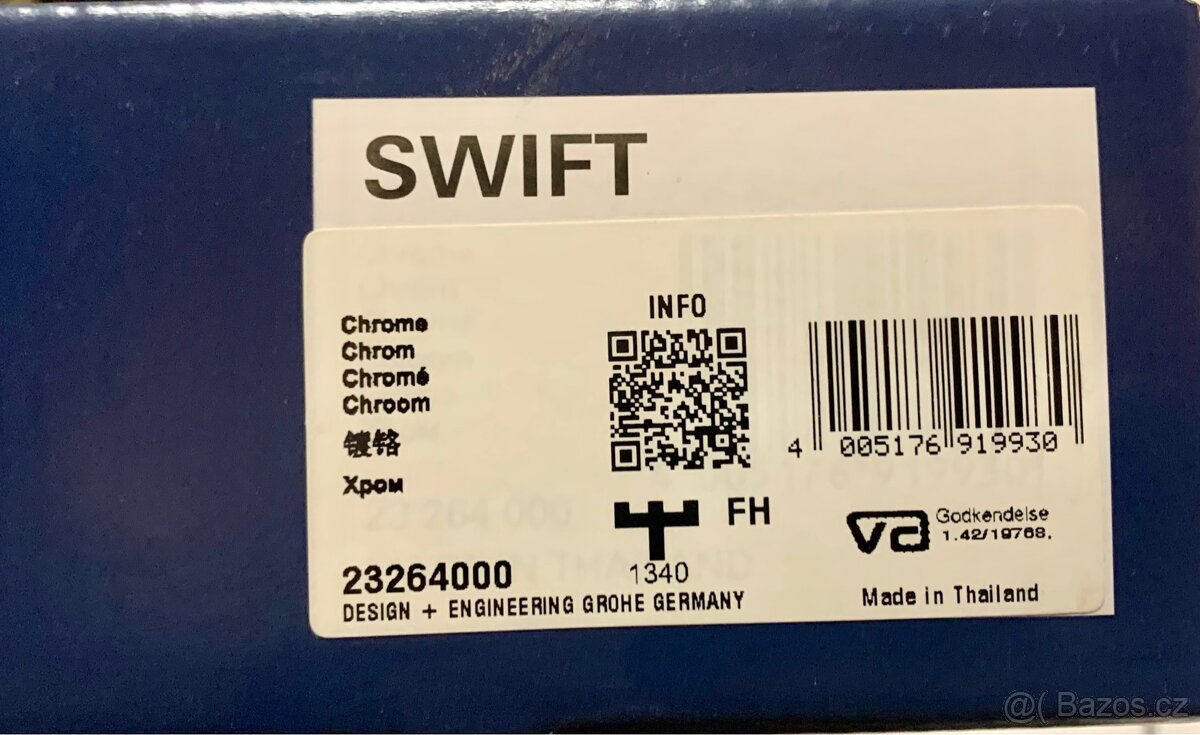 SWIFT
Chrome
Chrom
Chromé
Chroom
镀铬
Хром
INFO
4 005176 919930
FH
1340
va
Godkendelse
1.42/19768.
23264000
DESIGN + ENGINEERING GROHE GERMANY
Made in Thailand
@( Bazos.cz